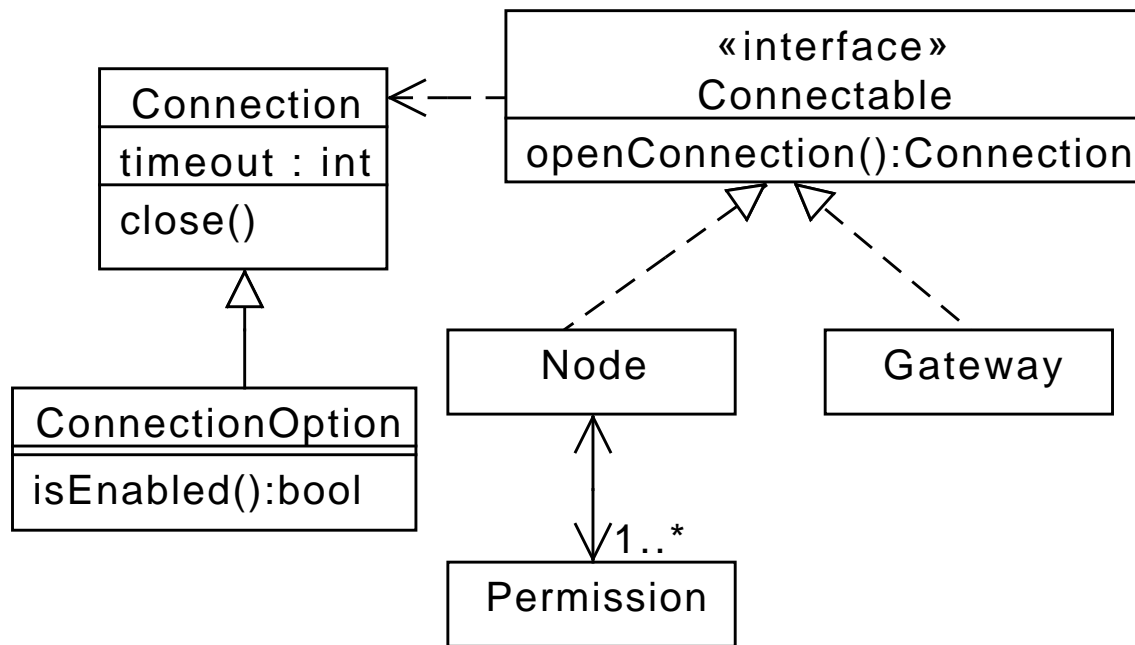 «interface»
Connectable
openConnection():Connection
Connection
timeout : int
close()
Node
Gateway
ConnectionOption
isEnabled():bool
1..*
Permission